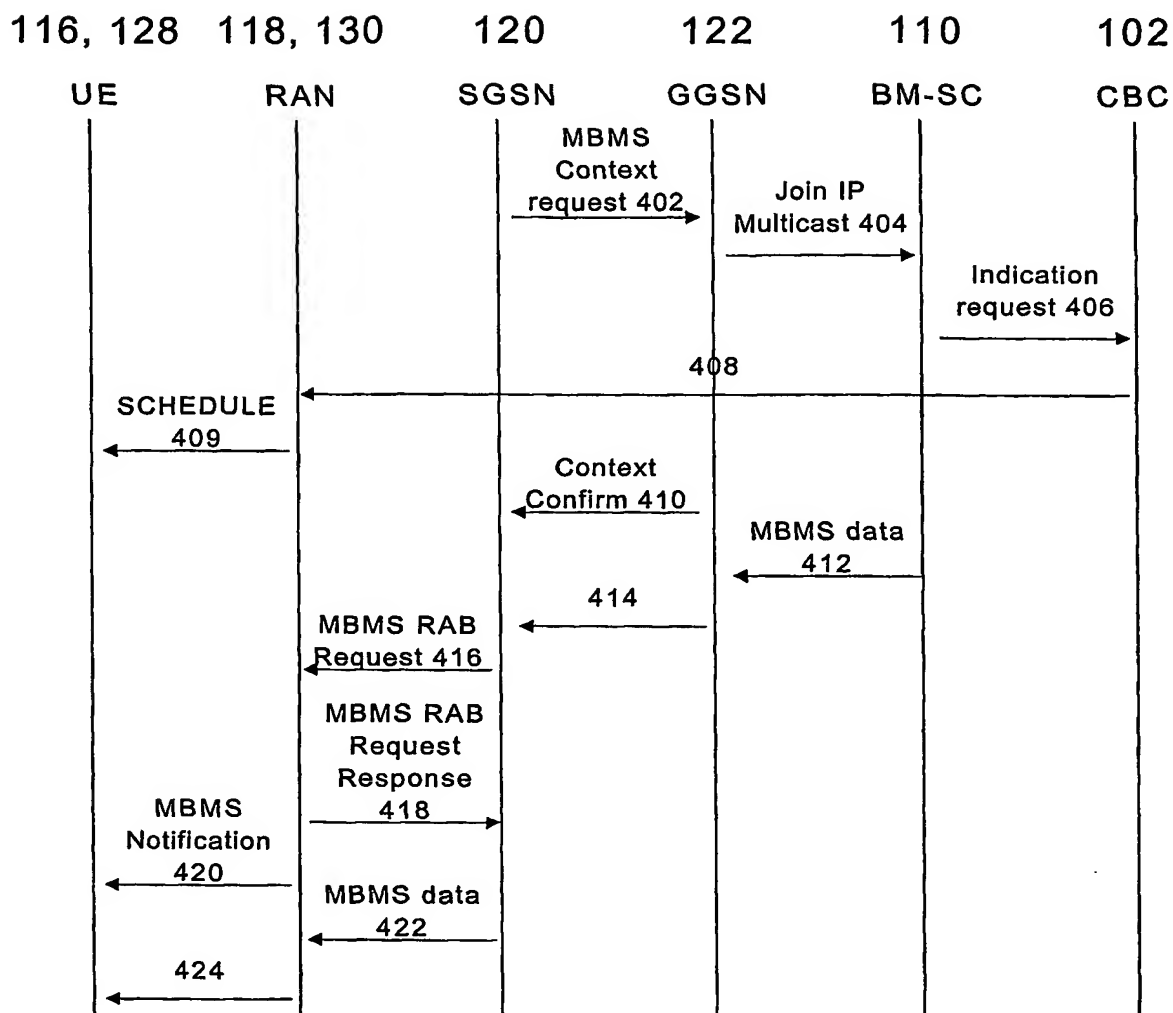 116, 128 118, 130 120 122 110 102
UE RAN SGSN GGSN BM-SC CBC
MBMS
Context
request 402
Join IP
Multicast 404
Indication
request 406
408
SCHEDULE
409
Context
Confirm 410
MBMS data
412
414
MBMS RAB
Request 416
MBMS RAB
Request
Response
418
MBMS
Notification
420
MBMS data
422
424